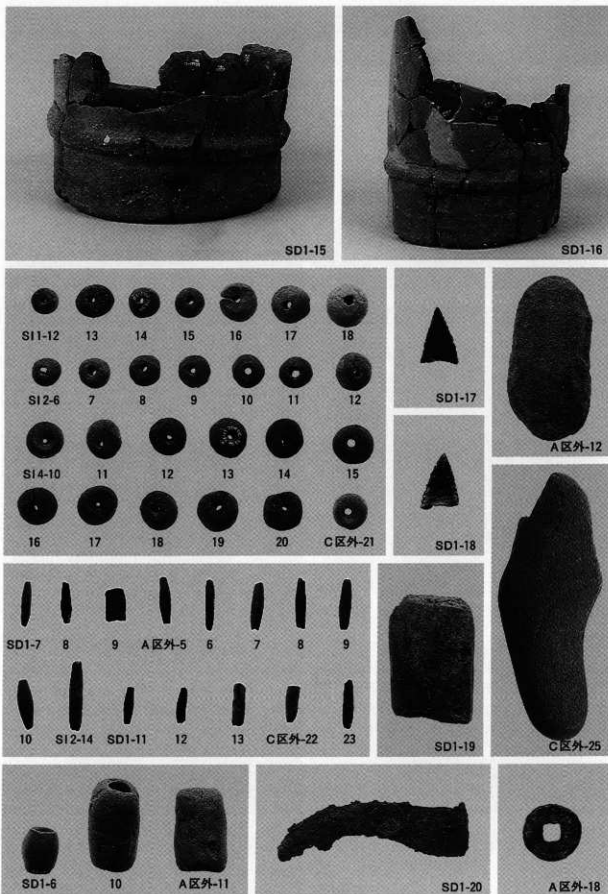 SD1-15
SD1-16
SI1-12 13 14 15 16 17 18
SI2-6 7 8 9 10 11 12
SI4-10 11 12 13 14 15
16 17 18 19 20 C区外-21
SD1-17
SD1-18
A区外-12
SD1-7 8 9 A区外-5 6 7 8 9
10 SI2-14 SD1-11 12 13 C区外-22 23
SD1-19
C区外-25
SD1-6 10 A区外-11
SD1-20
A区外-18